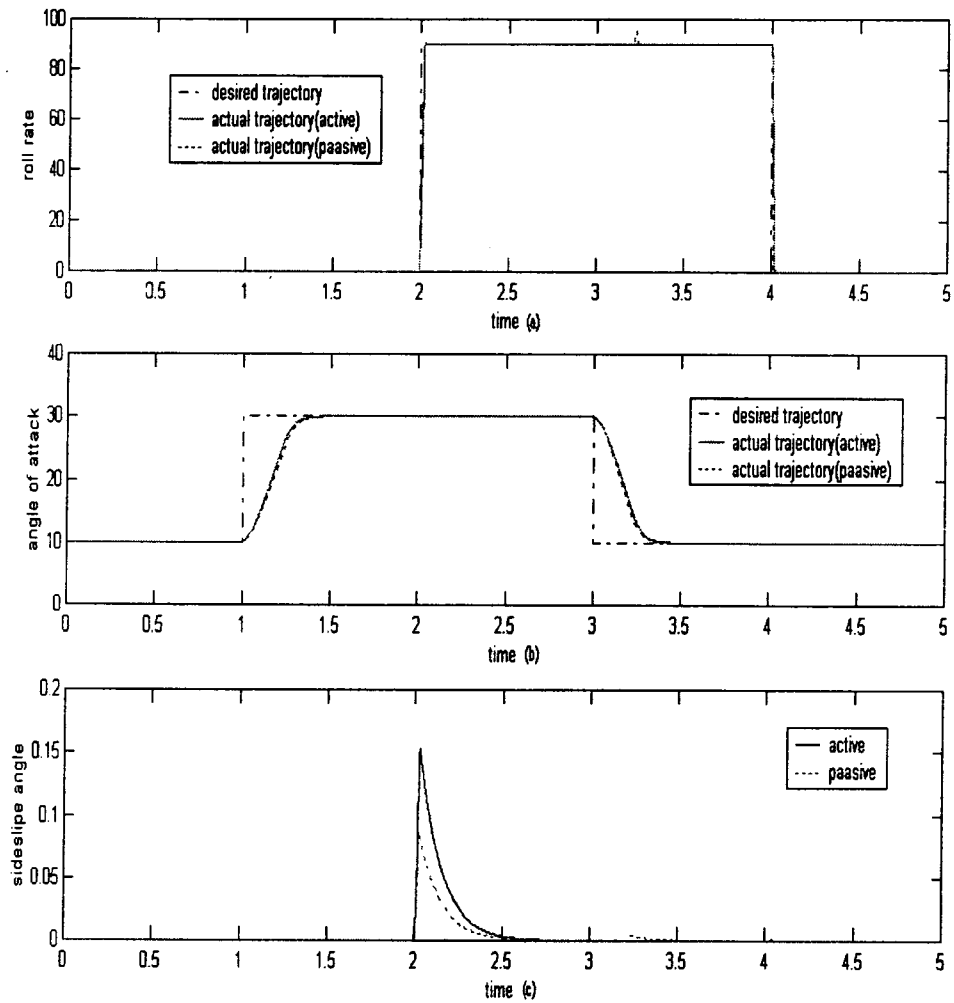 100
80
60
40
20
0
roll rate
desired trajectory
actual trajectory(active)
actual trajectory(paasive)
0 0.5 1 1.5 2 2.5 3 3.5 4 4.5 5
time (a)
40
30
20
10
0
angle of attack
desired trajectory
actual trajectory(active)
actual trajectory(paasive)
0 0.5 1 1.5 2 2.5 3 3.5 4 4.5 5
time (b)
0.2
0.15
0.1
0.05
0
sideslipe angle
active
paasive
0 0.5 1 1.5 2 2.5 3 3.5 4 4.5 5
time (c)